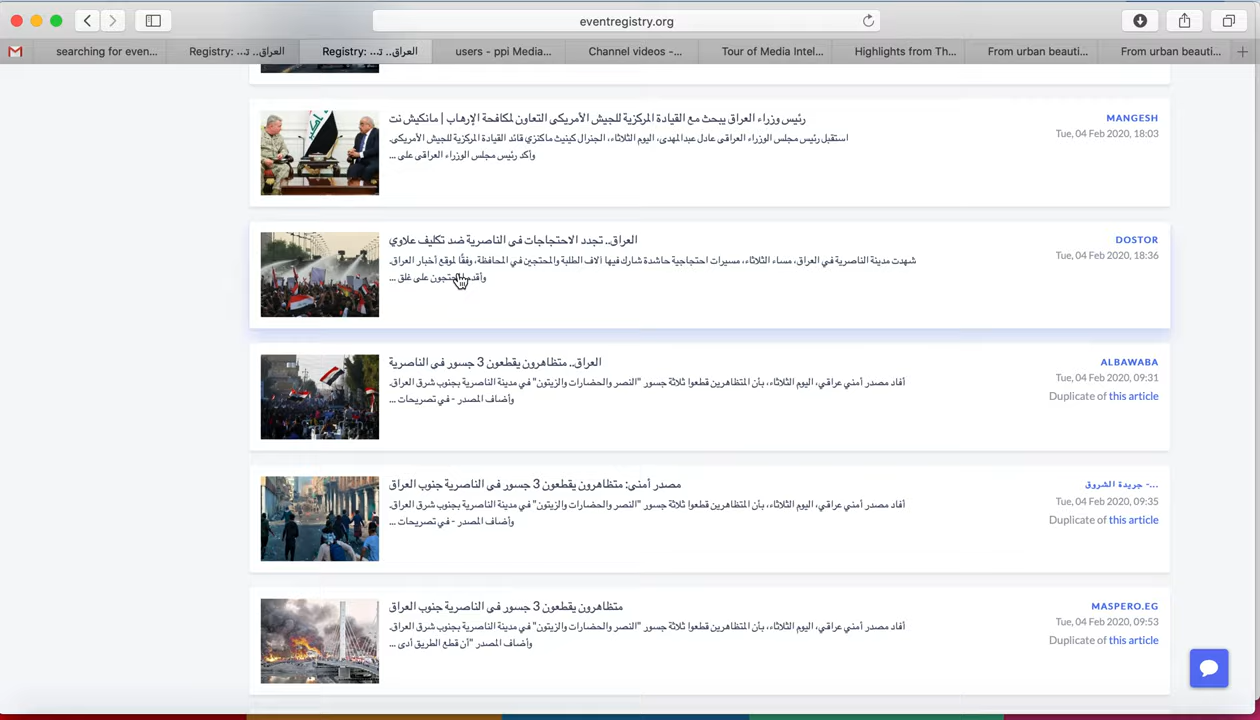 eventregistry.org
searching for even...
Registry: ...العراق.. تـ
Registry: ...العراق.. تـ
users - ppi Media...
Channel videos -...
Tour of Media Intel...
Highlights from Th...
From urban beauti...
From urban beauti...
رئيس وزراء العراق يبحث مع القيادة المركزية للجيش الأمريكى التعاون لمكافحة الإرهاب | مانكيش نت
MANGESH
استقبل رئيس مجلس الوزراء العراقى عادل عبدالمهدى، اليوم الثلاثاء، الجنرال كينيث ماكنزي قائد القيادة المركزية للجيش الأمريكى.
Tue, 04 Feb 2020, 18:03
وأكد رئيس مجلس الوزراء العراقى على ...
العراق.. تجدد الاحتجاجات في الناصرية ضد تكليف علاوي
DOSTOR
شهدت مدينة الناصرية في العراق، مساء الثلاثاء، مسيرات احتجاجية حاشدة شارك فيها آلاف الطلبة والمحتجين في المحافظة، وفقًا لموقع أخبار العراق.
Tue, 04 Feb 2020, 18:36
على غلق ...
العراق.. متظاهرون يقطعون 3 جسور في الناصرية
ALBAWABA
أفاد مصدر أمني عراقي، اليوم الثلاثاء، بأن المتظاهرين قطعوا ثلاثة جسور "النصر والحضارات والزيتون" في مدينة الناصرية بجنوب شرق العراق.
Tue, 04 Feb 2020, 09:31
وأضاف المصدر - في تصريحات ...
Duplicate of this article
مصدر أمني: متظاهرون يقطعون 3 جسور في الناصرية جنوب العراق
...- جريدة الشروق
أفاد مصدر أمني عراقي، اليوم الثلاثاء، بأن المتظاهرين قطعوا ثلاثة جسور "النصر والحضارات والزيتون" في مدينة الناصرية بجنوب شرق العراق.
Tue, 04 Feb 2020, 09:35
وأضاف المصدر - في تصريحات ...
Duplicate of this article
متظاهرون يقطعون 3 جسور في الناصرية جنوب العراق
MASPERO.EG
أفاد مصدر أمني عراقي، اليوم الثلاثاء، بأن المتظاهرين قطعوا ثلاثة جسور "النصر والحضارات والزيتون" في مدينة الناصرية بجنوب شرق العراق.
Tue, 04 Feb 2020, 09:53
وأضاف المصدر "أن قطع الطريق أدى ...
Duplicate of this article